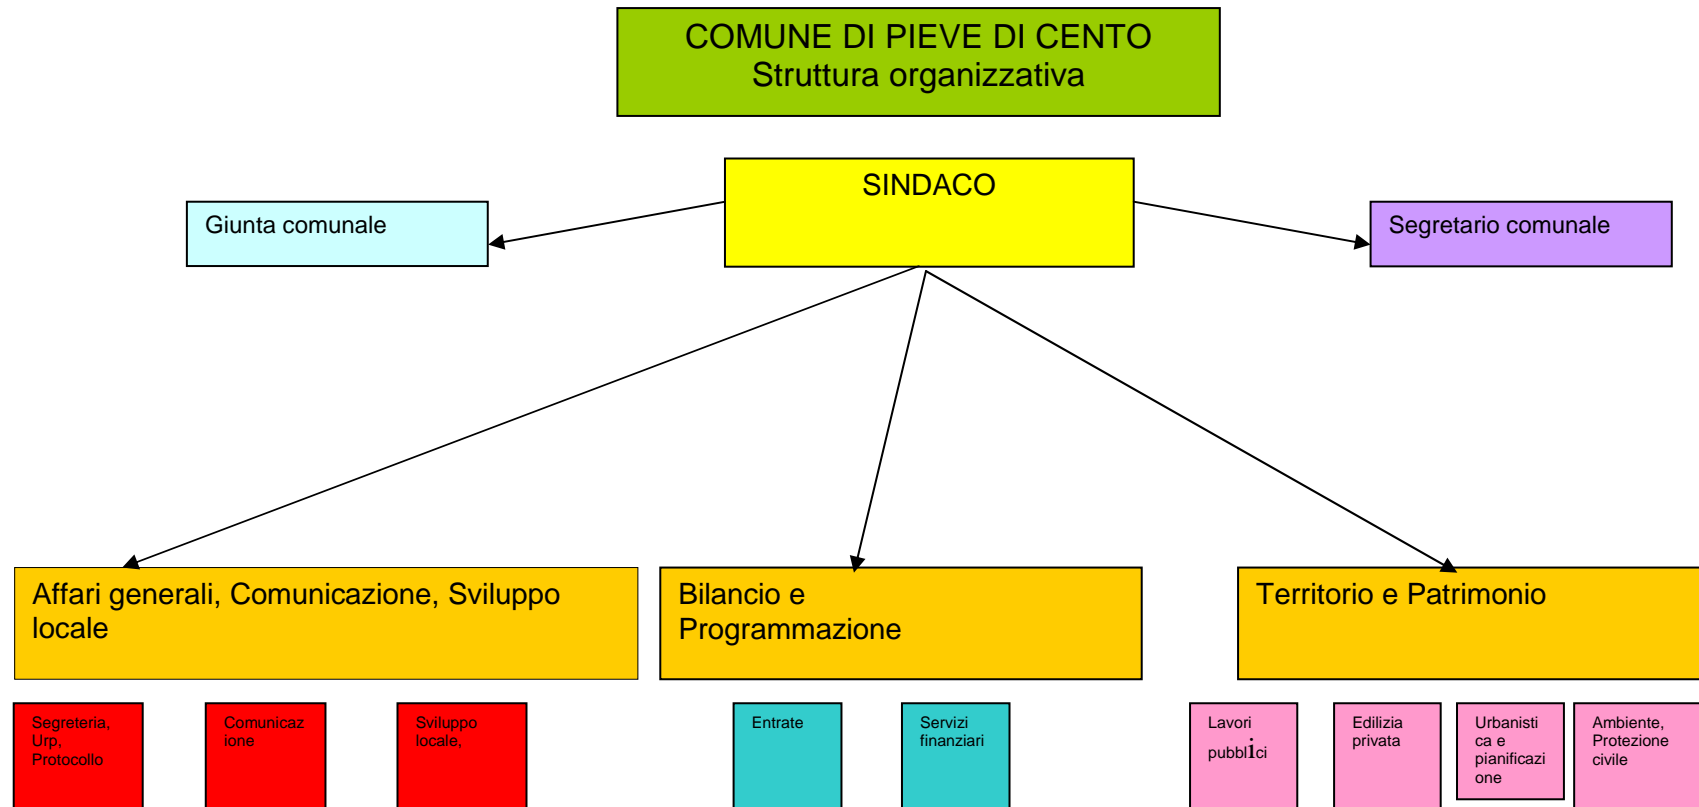 COMUNE DI PIEVE DI CENTO
Struttura organizzativa
SINDACO
Giunta comunale
Segretario comunale
Affari generali, Comunicazione, Sviluppo
locale
Bilancio e
Programmazione
Territorio e Patrimonio
Segreteria,
Urp,
Protocollo
Comunicaz
ione
Sviluppo
locale,
Entrate
Servizi
finanziari
Lavori
pubblici
Edilizia
privata
Urbanisti
ca e
pianificazi
one
Ambiente,
Protezione
civile